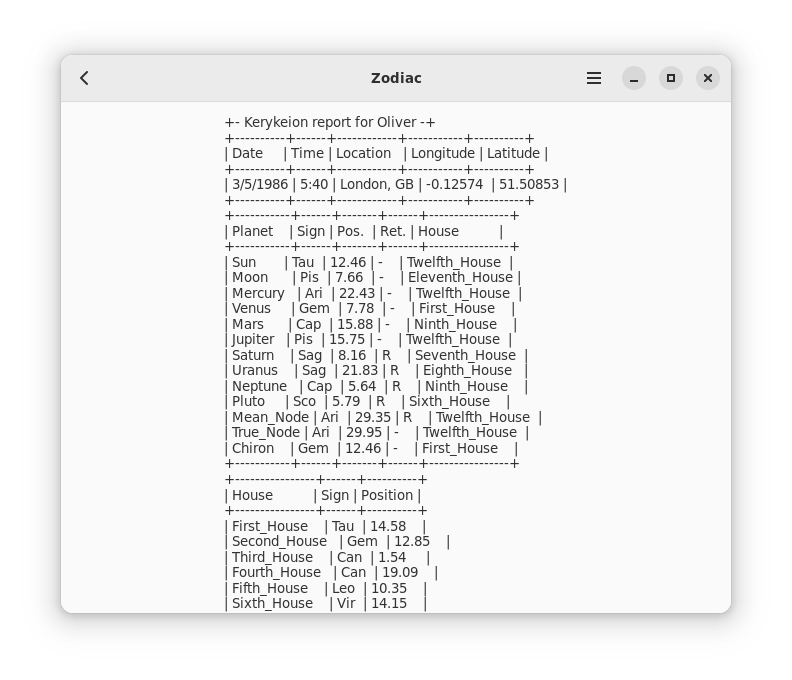 Zodiac
+- Kerykeion report for Oliver -+
+----------+------+------------+-----------+----------+
| Date     | Time | Location   | Longitude | Latitude |
+----------+------+------------+-----------+----------+
| 3/5/1986 | 5:40 | London, GB | -0.12574  | 51.50853 |
+----------+------+------------+-----------+----------+
+-----------+------+-------+------+----------------+
| Planet    | Sign | Pos.  | Ret. | House          |
+-----------+------+-------+------+----------------+
| Sun       | Tau  | 12.46 | -    | Twelfth_House  |
| Moon      | Pis  | 7.66  | -    | Eleventh_House |
| Mercury   | Ari  | 22.43 | -    | Twelfth_House  |
| Venus     | Gem  | 7.78  | -    | First_House    |
| Mars      | Cap  | 15.88 | -    | Ninth_House    |
| Jupiter   | Pis  | 15.75 | -    | Twelfth_House  |
| Saturn    | Sag  | 8.16  | R    | Seventh_House  |
| Uranus    | Sag  | 21.83 | R    | Eighth_House   |
| Neptune   | Cap  | 5.64  | R    | Ninth_House    |
| Pluto     | Sco  | 5.79  | R    | Sixth_House    |
| Mean_Node | Ari  | 29.35 | R    | Twelfth_House  |
| True_Node | Ari  | 29.95 | -    | Twelfth_House  |
| Chiron    | Gem  | 12.46 | -    | First_House    |
+-----------+------+-------+------+----------------+
+----------------+------+----------+
| House          | Sign | Position |
+----------------+------+----------+
| First_House    | Tau  | 14.58    |
| Second_House   | Gem  | 12.85    |
| Third_House    | Can  | 1.54     |
| Fourth_House   | Can  | 19.09    |
| Fifth_House    | Leo  | 10.35    |
| Sixth_House    | Vir  | 14.15    |